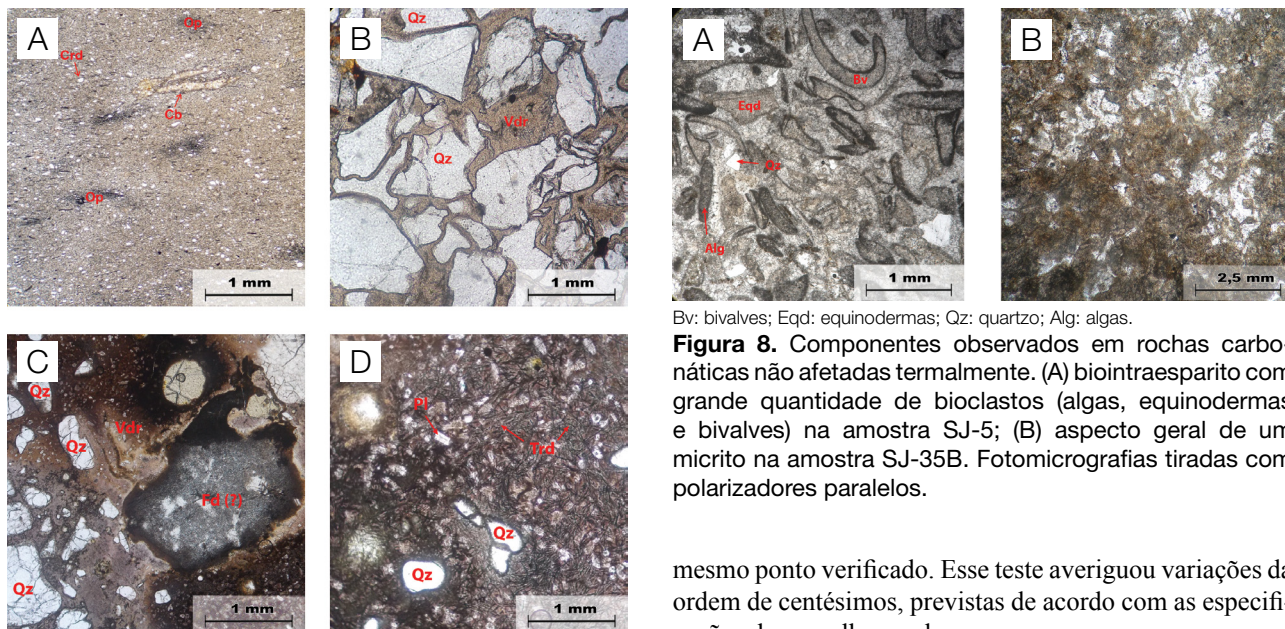 A
Op
Crd
Cb
Op
1 mm
B
Qz
Vdr
Qz
1 mm
C
Qz
Vdr
Qz
Fd (?)
Qz
1 mm
D
Pl
Trd
Qz
Qz
1 mm
A
Bv
Eqd
Qz
Alg
1 mm
B
2,5 mm
Bv: bivalves; Eqd: equinodermas; Qz: quartzo; Alg: algas.
Figura 8. Componentes observados em rochas carbo-
náticas não afetadas termalmente. (A) biointraesparito com
grande quantidade de bioclastos (algas, equinodermas
e bivalves) na amostra SJ-5; (B) aspecto geral de um
micrito na amostra SJ-35B. Fotomicrografias tiradas com
polarizadores paralelos.
mesmo ponto verificado. Esse teste averiguou variações da
ordem de centésimos, previstas de acordo com as especifi-